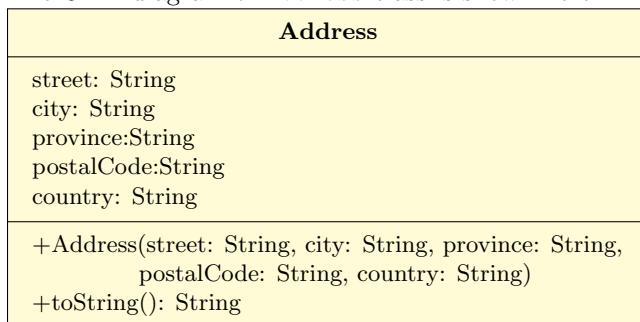 Address
street: String
city: String
province:String
postalCode:String
country: String
+Address(street: String, city: String, province: String,
postalCode: String, country: String)
+toString(): String